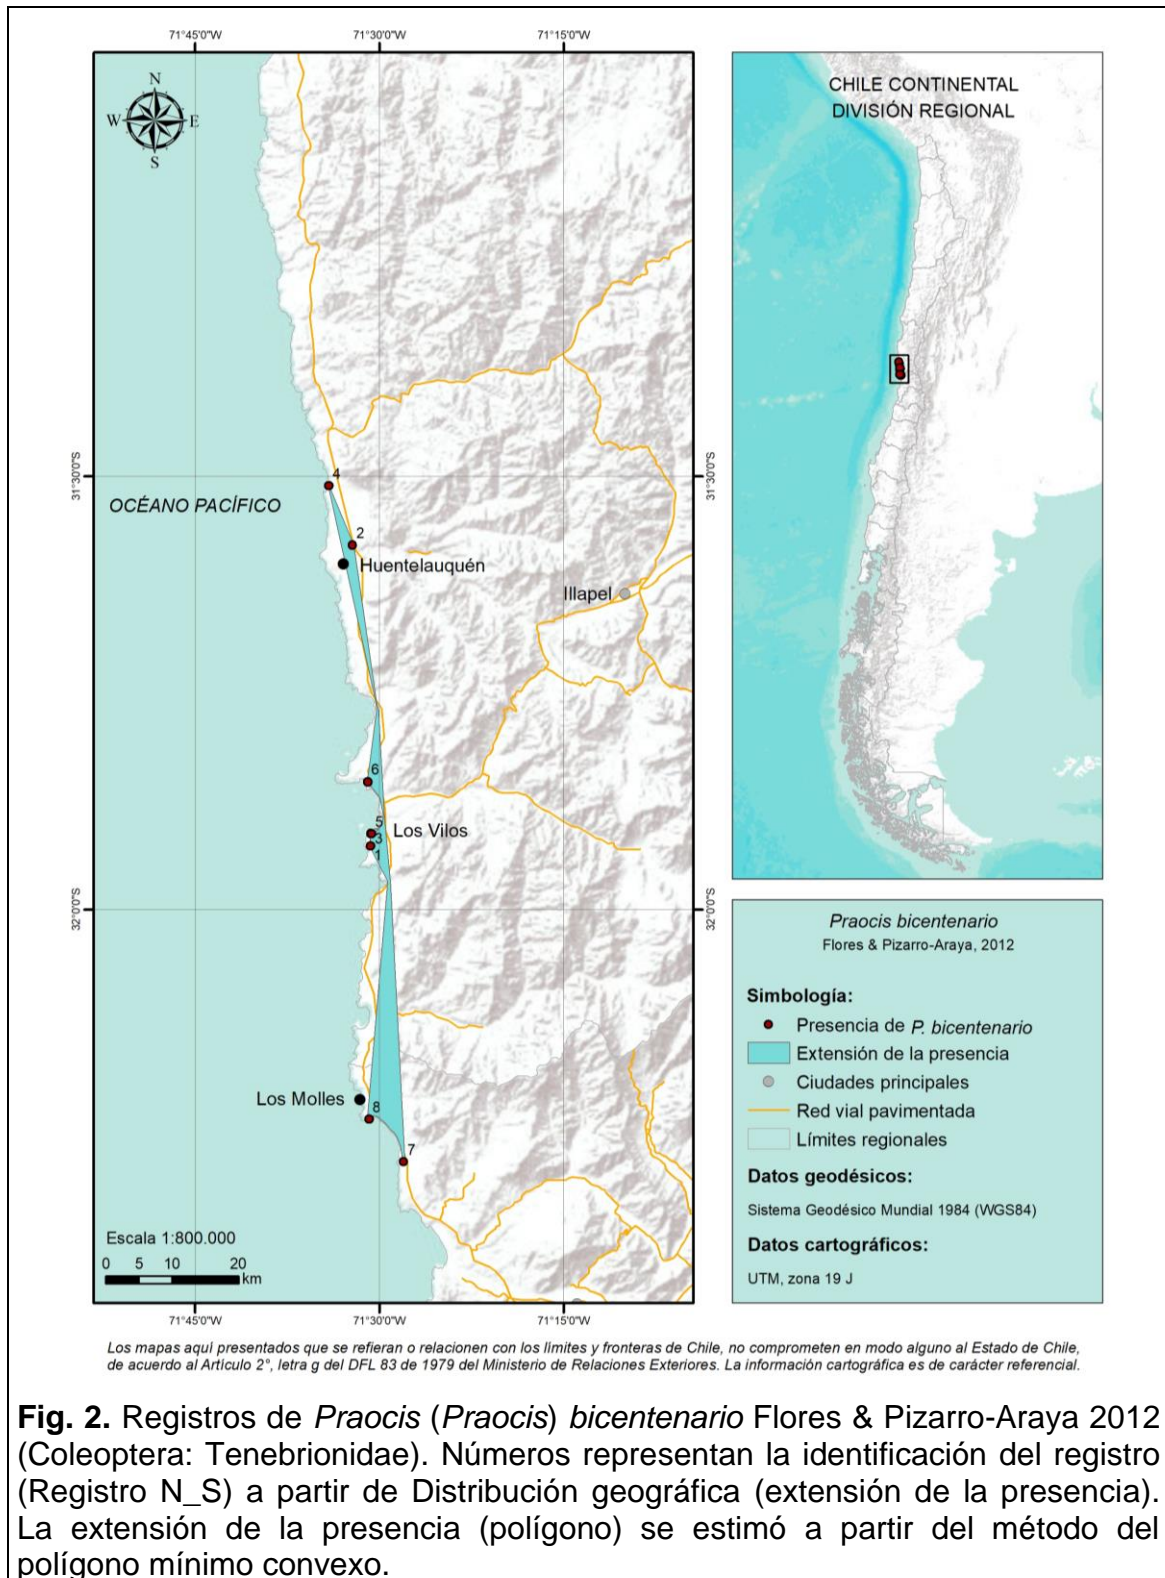 71°45'0"W
71°30'0"W
71°15'0"W
N
W
E
S
31°30'0"S
31°30'0"S
OCÉANO PACÍFICO
4
2
Huentelauquén
Illapel
6
5
Los Vilos
3
1
32°0'0"S
32°0'0"S
Los Molles
8
7
Escala 1:800.000
0 5 10 20
km
71°45'0"W
71°30'0"W
71°15'0"W
CHILE CONTINENTAL
DIVISIÓN REGIONAL
Praocis bicentenario
Flores & Pizarro-Araya, 2012
Simbología:
Presencia de P. bicentenario
Extensión de la presencia
Ciudades principales
Red vial pavimentada
Límites regionales
Datos geodésicos:
Sistema Geodésico Mundial 1984 (WGS84)
Datos cartográficos:
UTM, zona 19 J
Los mapas aquí presentados que se refieran o relacionen con los límites y fronteras de Chile, no comprometen en modo alguno al Estado de Chile,
de acuerdo al Artículo 2°, letra g del DFL 83 de 1979 del Ministerio de Relaciones Exteriores. La información cartográfica es de carácter referencial.
Fig. 2. Registros de Praocis (Praocis) bicentenario Flores & Pizarro-Araya 2012
(Coleoptera: Tenebrionidae). Números representan la identificación del registro
(Registro N_S) a partir de Distribución geográfica (extensión de la presencia).
La extensión de la presencia (polígono) se estimó a partir del método del
polígono mínimo convexo.